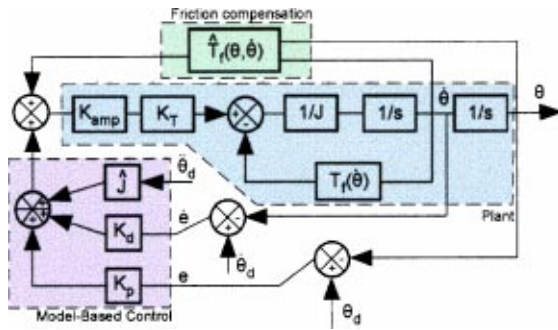 Friction compensation
T̂f(θ,θ̇)
θ̇
θ
Kamp
KT
1/J
1/s
1/s
Tf(θ̇)
Plant
Ĵ
θ̈d
Kd
ė
θ̇d
Kp
e
θd
Model-Based Control